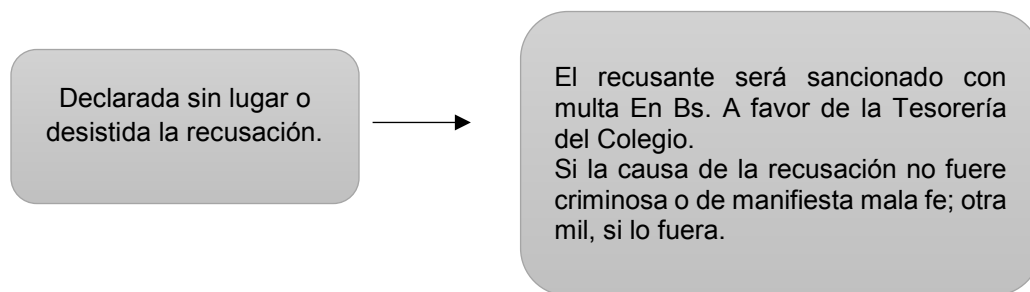 Declarada sin lugar o
desistida la recusación.
El recusante será sancionado con
multa En Bs. A favor de la Tesorería
del Colegio.
Si la causa de la recusación no fuere
criminosa o de manifiesta mala fe; otra
mil, si lo fuera.